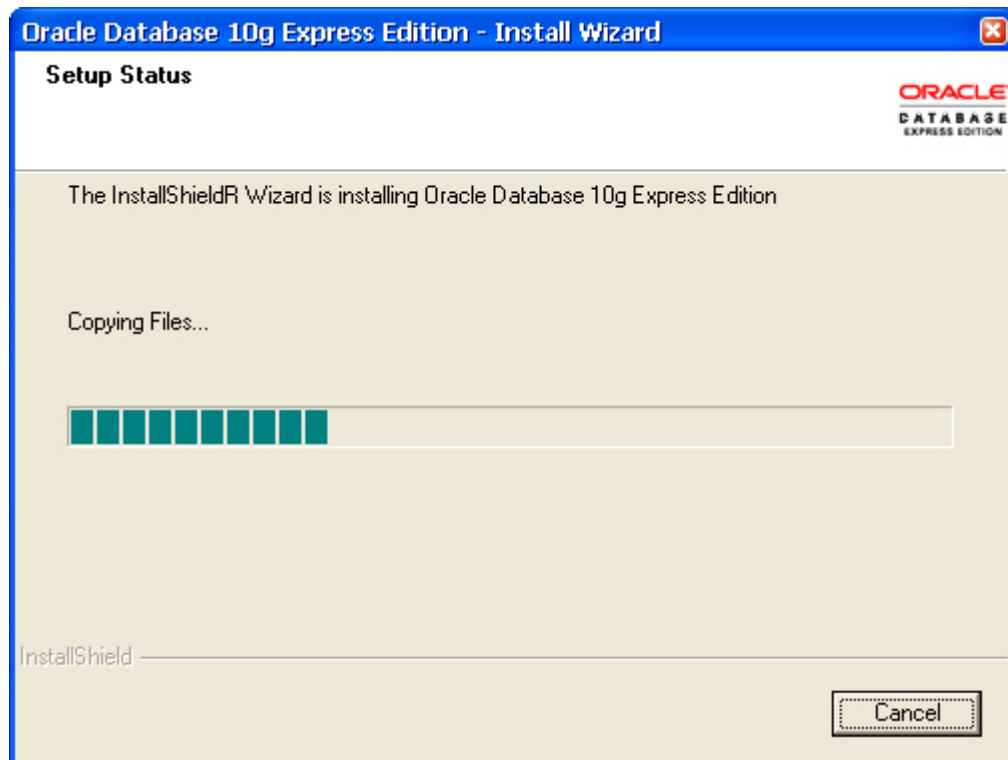 Oracle Database 10g Express Edition - Install Wizard
Setup Status
ORACLE
DATABASE
EXPRESS EDITION
The InstallShieldR Wizard is installing Oracle Database 10g Express Edition
Copying Files...
InstallShield
Cancel